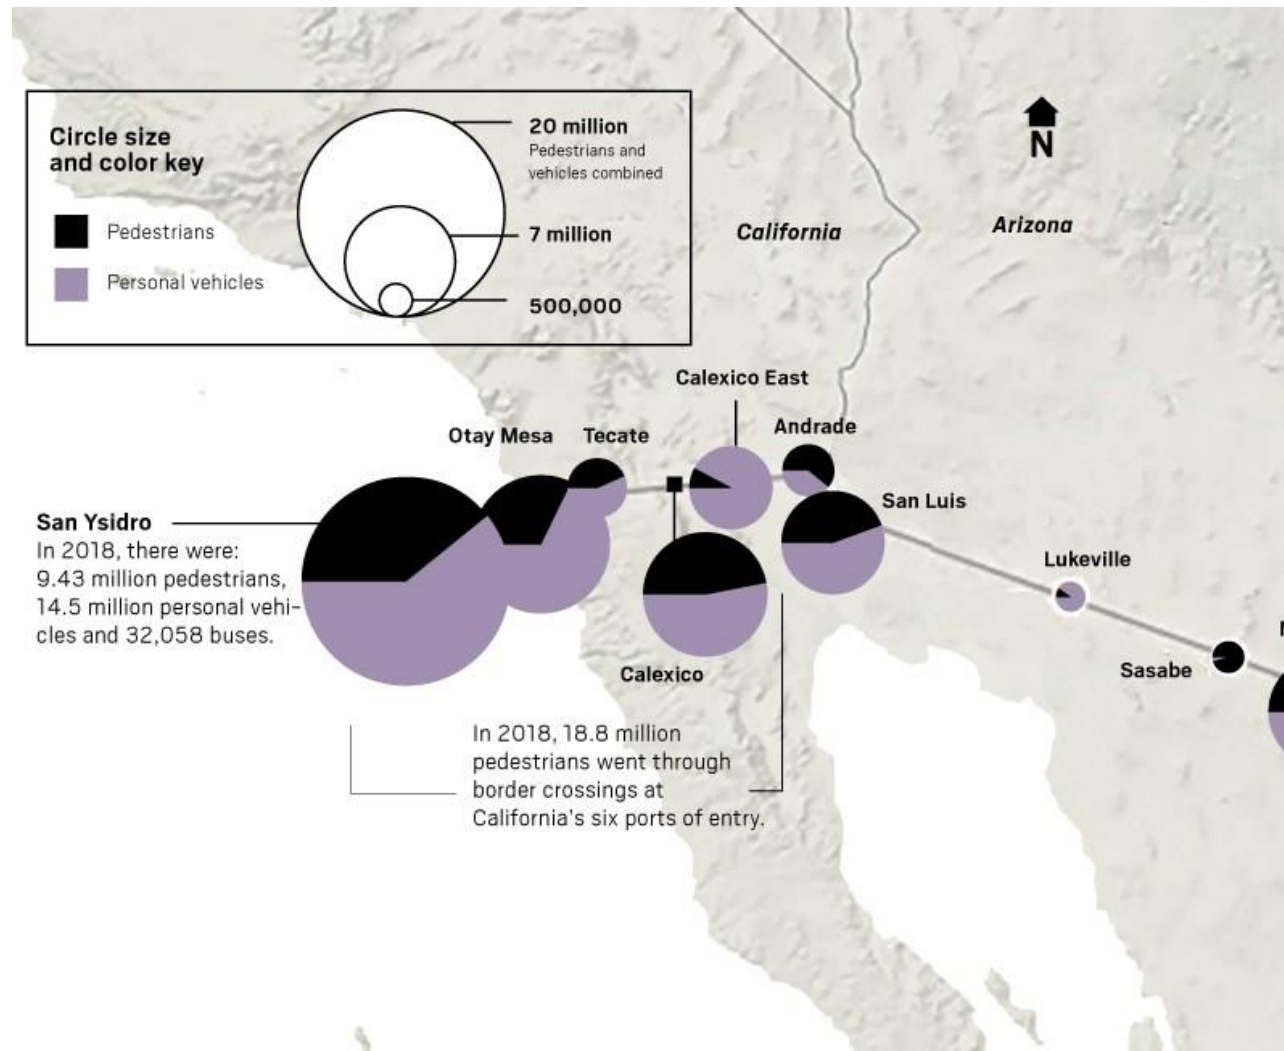 Circle size
and color key
Pedestrians
Personal vehicles
20 million
Pedestrians and
vehicles combined
7 million
500,000
N
California
Arizona
Calexico East
Otay Mesa
Tecate
Andrade
San Ysidro
In 2018, there were:
9.43 million pedestrians,
14.5 million personal vehi-
cles and 32,058 buses.
San Luis
Lukeville
Sasabe
Calexico
In 2018, 18.8 million
pedestrians went through
border crossings at
California's six ports of entry.